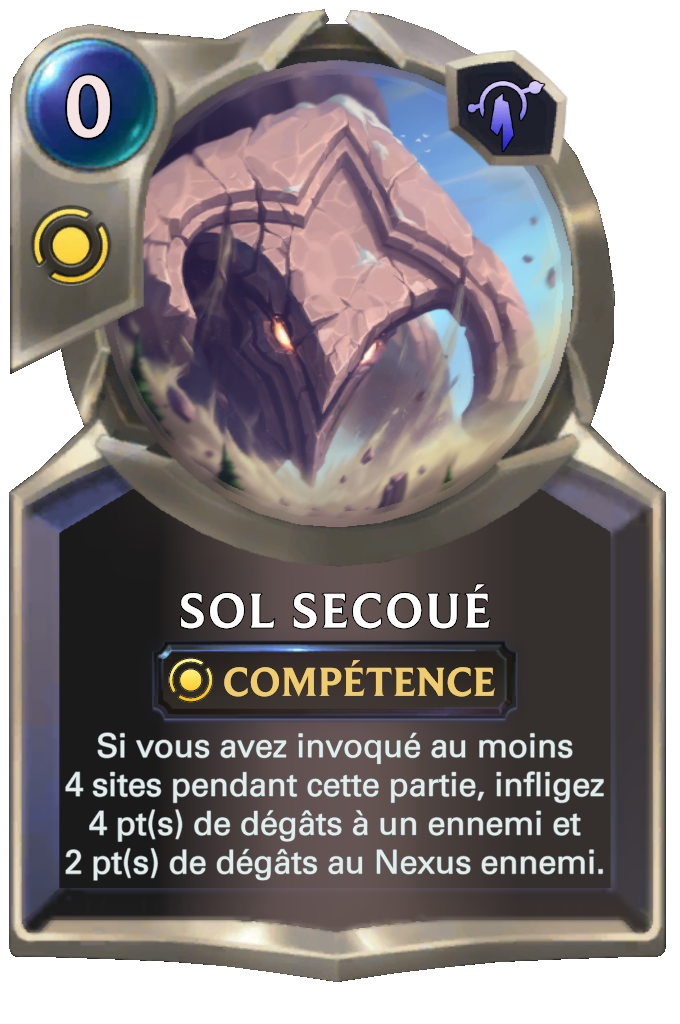 0
SOL SECOUÉ
COMPÉTENCE
Si vous avez invoqué au moins
4 sites pendant cette partie, infligez
4 pt(s) de dégâts à un ennemi et
2 pt(s) de dégâts au Nexus ennemi.